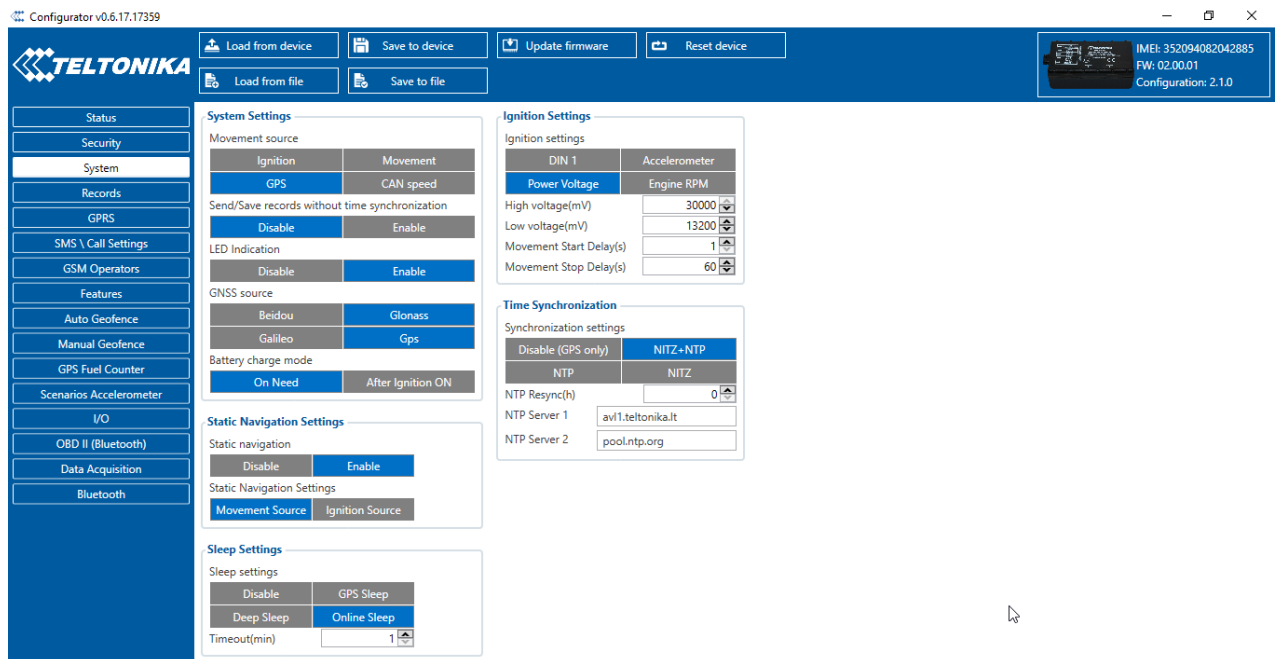 Configurator v0.6.17.17359
TELTONIKA
Load from device
Save to device
Update firmware
Reset device
Load from file
Save to file
IMEI: 352094082042885
FW: 02.00.01
Configuration: 2.1.0
Status
Security
System
Records
GPRS
SMS \ Call Settings
GSM Operators
Features
Auto Geofence
Manual Geofence
GPS Fuel Counter
Scenarios Accelerometer
I/O
OBD II (Bluetooth)
Data Acquisition
Bluetooth
System Settings
Movement source
Ignition Movement
GPS CAN speed
Send/Save records without time synchronization
Disable Enable
LED Indication
Disable Enable
GNSS source
Beidou Glonass
Galileo Gps
Battery charge mode
On Need After Ignition ON
Static Navigation Settings
Static navigation
Disable Enable
Static Navigation Settings
Movement Source Ignition Source
Sleep Settings
Sleep settings
Disable GPS Sleep
Deep Sleep Online Sleep
Timeout(min) 1
Ignition Settings
Ignition settings
DIN 1 Accelerometer
Power Voltage Engine RPM
High voltage(mV) 30000
Low voltage(mV) 13200
Movement Start Delay(s) 1
Movement Stop Delay(s) 60
Time Synchronization
Synchronization settings
Disable (GPS only) NITZ+NTP
NTP NITZ
NTP Resync(h) 0
NTP Server 1 avl1.teltonika.lt
NTP Server 2 pool.ntp.org